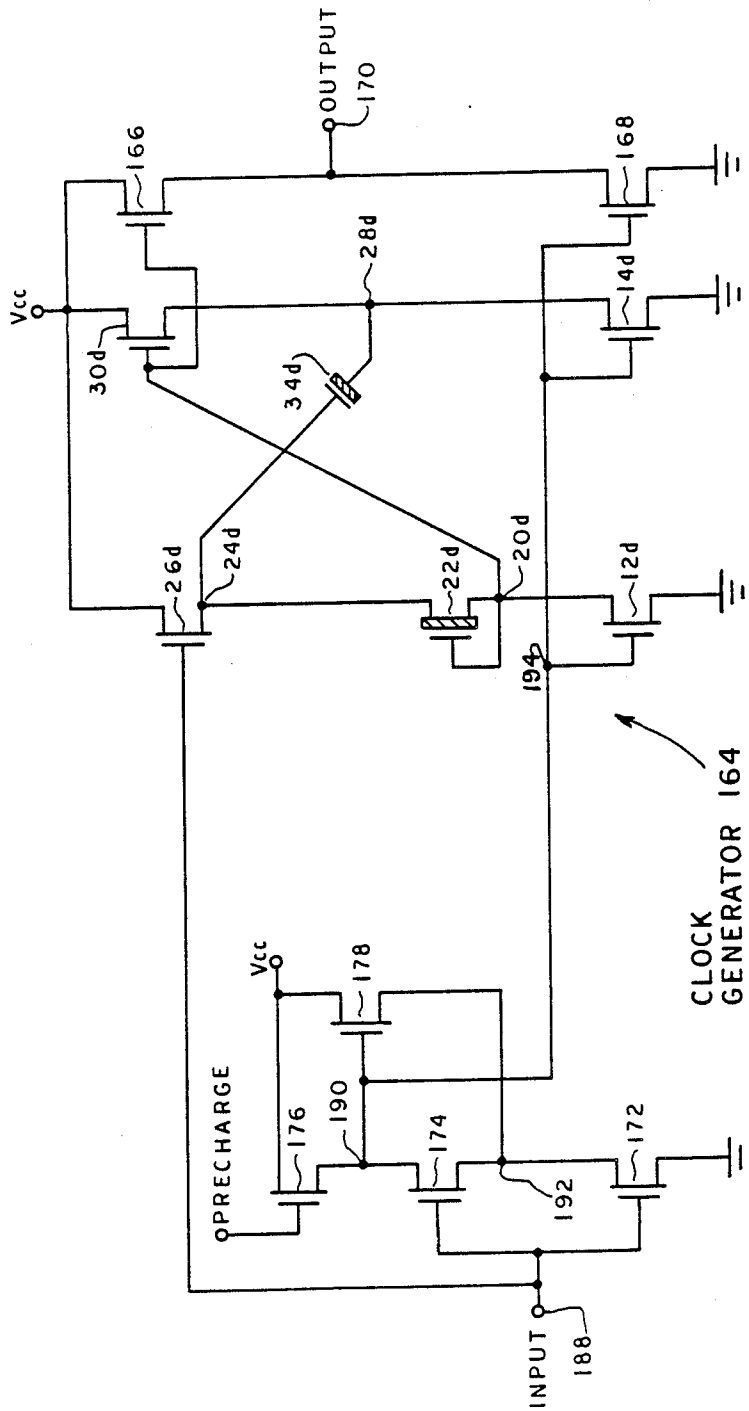 Vcc
30d
166
OUTPUT
170
26d
24d
34d
28d
22d
20d
194
12d
14d
168
PRECHARGE
176
Vcc
178
190
174
192
172
INPUT
188
CLOCK
GENERATOR 164